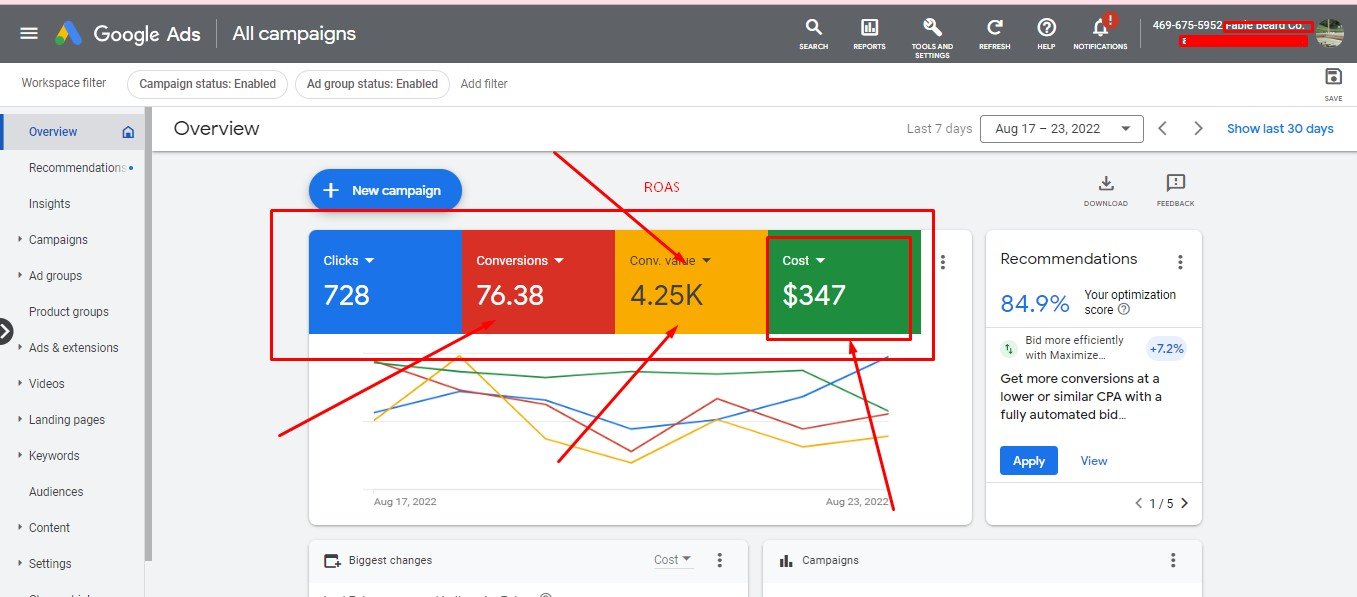 Google Ads
All campaigns
SEARCH
REPORTS
TOOLS AND
SETTINGS
REFRESH
HELP
!
NOTIFICATIONS
469-675-5952 Fable Beard Co.
Workspace filter
Campaign status: Enabled
Ad group status: Enabled
Add filter
SAVE
Overview
Recommendations
Insights
Campaigns
Ad groups
Product groups
Ads & extensions
Videos
Landing pages
Keywords
Audiences
Content
Settings
Overview
Last 7 days
Aug 17 – 23, 2022
Show last 30 days
New campaign
ROAS
DOWNLOAD
FEEDBACK
Clicks
728
Conversions
76.38
Conv. value
4.25K
Cost
$347
Aug 17, 2022
Aug 23, 2022
Recommendations
84.9%
Your optimization
score
Bid more efficiently
with Maximize...
+7.2%
Get more conversions at a
lower or similar CPA with a
fully automated bid...
Apply
View
1 / 5
Biggest changes
Cost
Campaigns